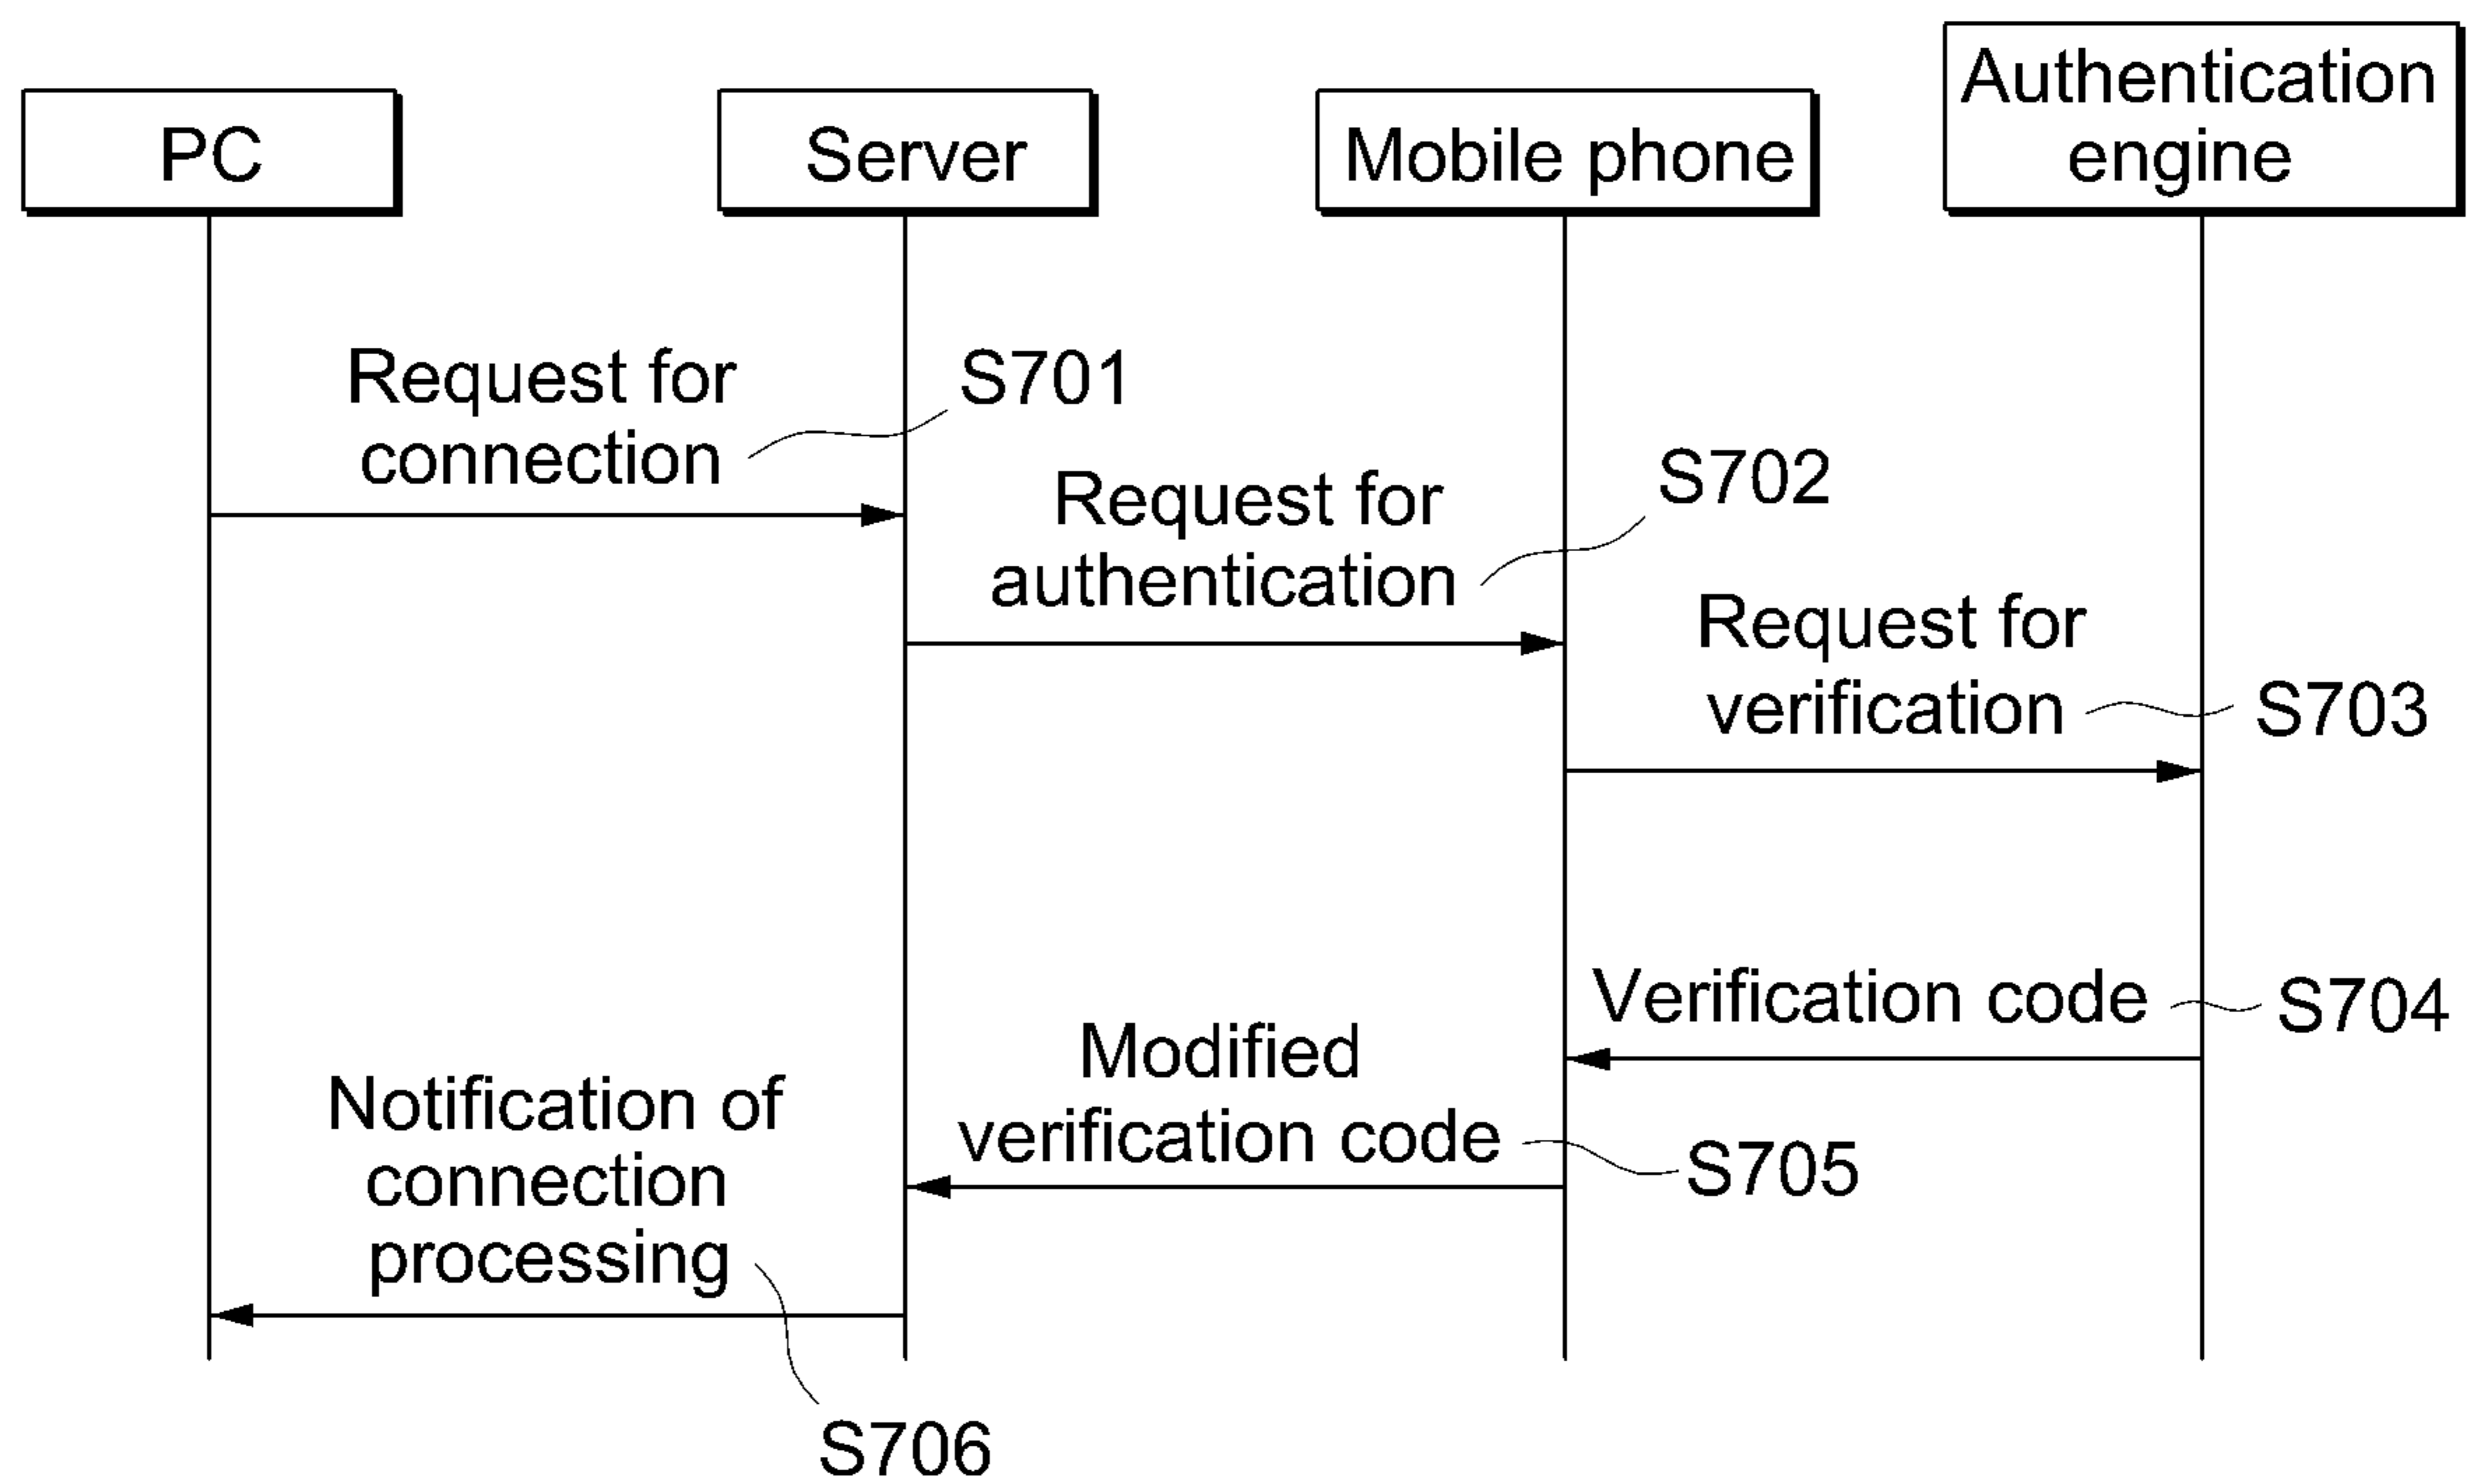 PC
Server
Mobile phone
Authentication
engine
Request for
connection
S701
Request for
authentication
S702
Request for
verification
S703
Verification code
S704
Modified
verification code
S705
Notification of
connection
processing
S706